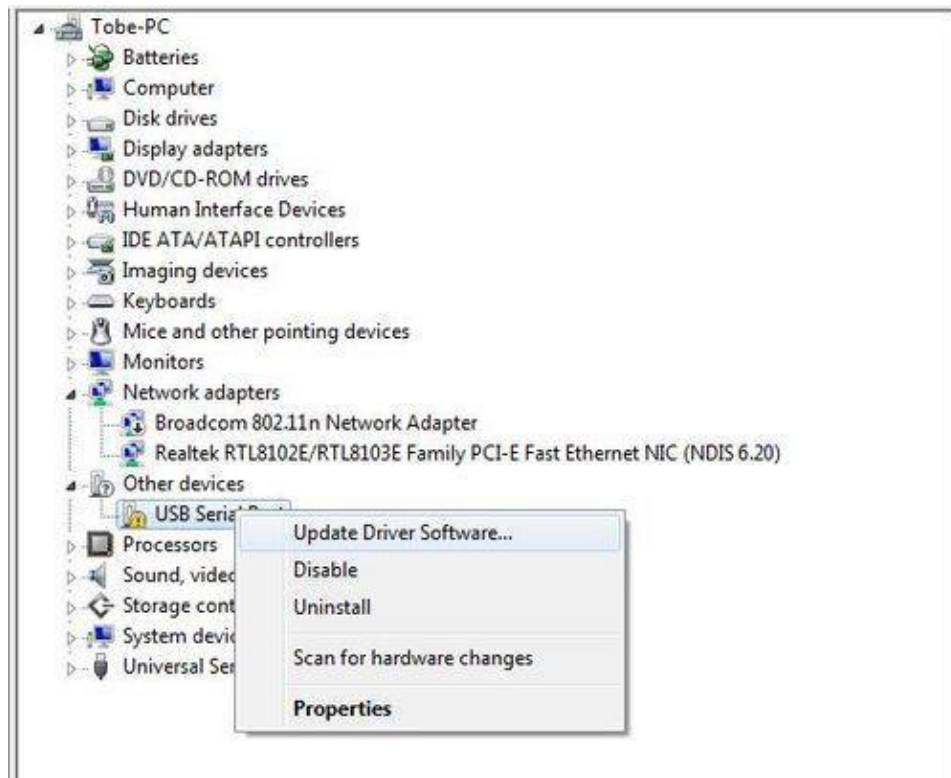 Tobe-PC
Batteries
Computer
Disk drives
Display adapters
DVD/CD-ROM drives
Human Interface Devices
IDE ATA/ATAPI controllers
Imaging devices
Keyboards
Mice and other pointing devices
Monitors
Network adapters
Broadcom 802.11n Network Adapter
Realtek RTL8102E/RTL8103E Family PCI-E Fast Ethernet NIC (NDIS 6.20)
Other devices
USB Serial
Update Driver Software...
Processors
Disable
Sound, video
Storage cont
Uninstall
System devic
Universal Ser
Scan for hardware changes
Properties